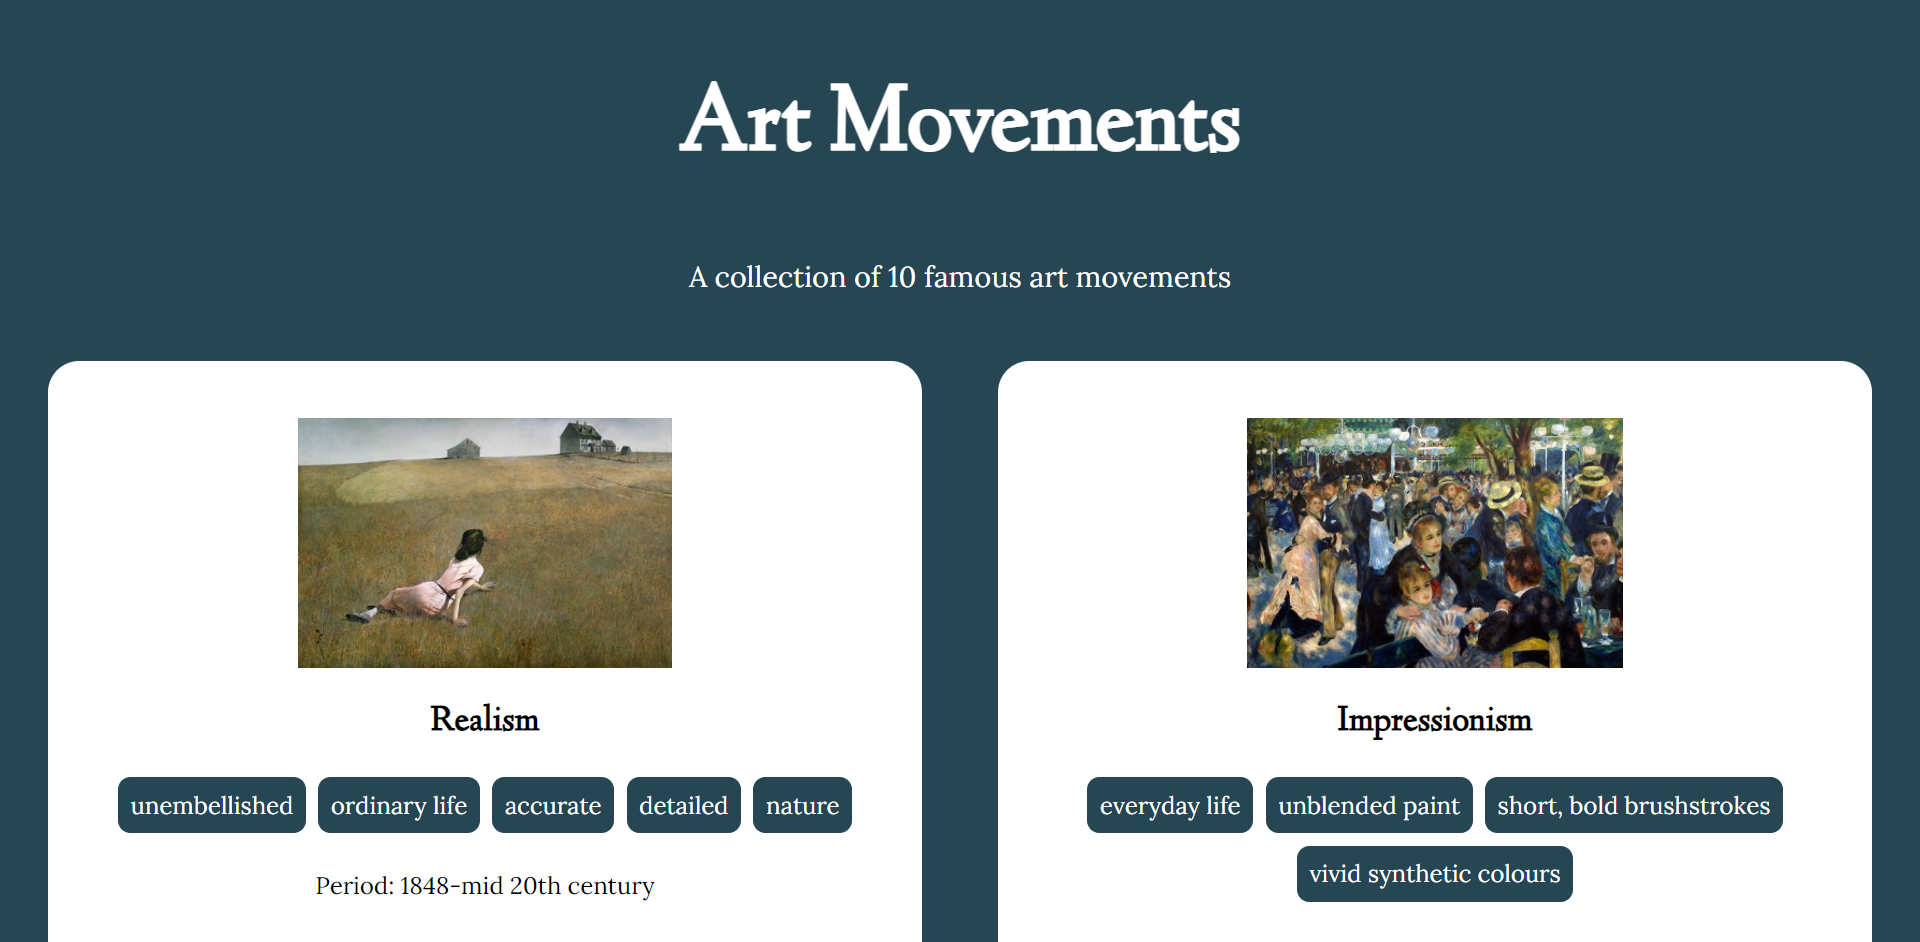 Art Movements
A collection of 10 famous art movements
Realism
unembellished ordinary life accurate detailed nature
Period: 1848-mid 20th century
Impressionism
everyday life unblended paint short, bold brushstrokes
vivid synthetic colours